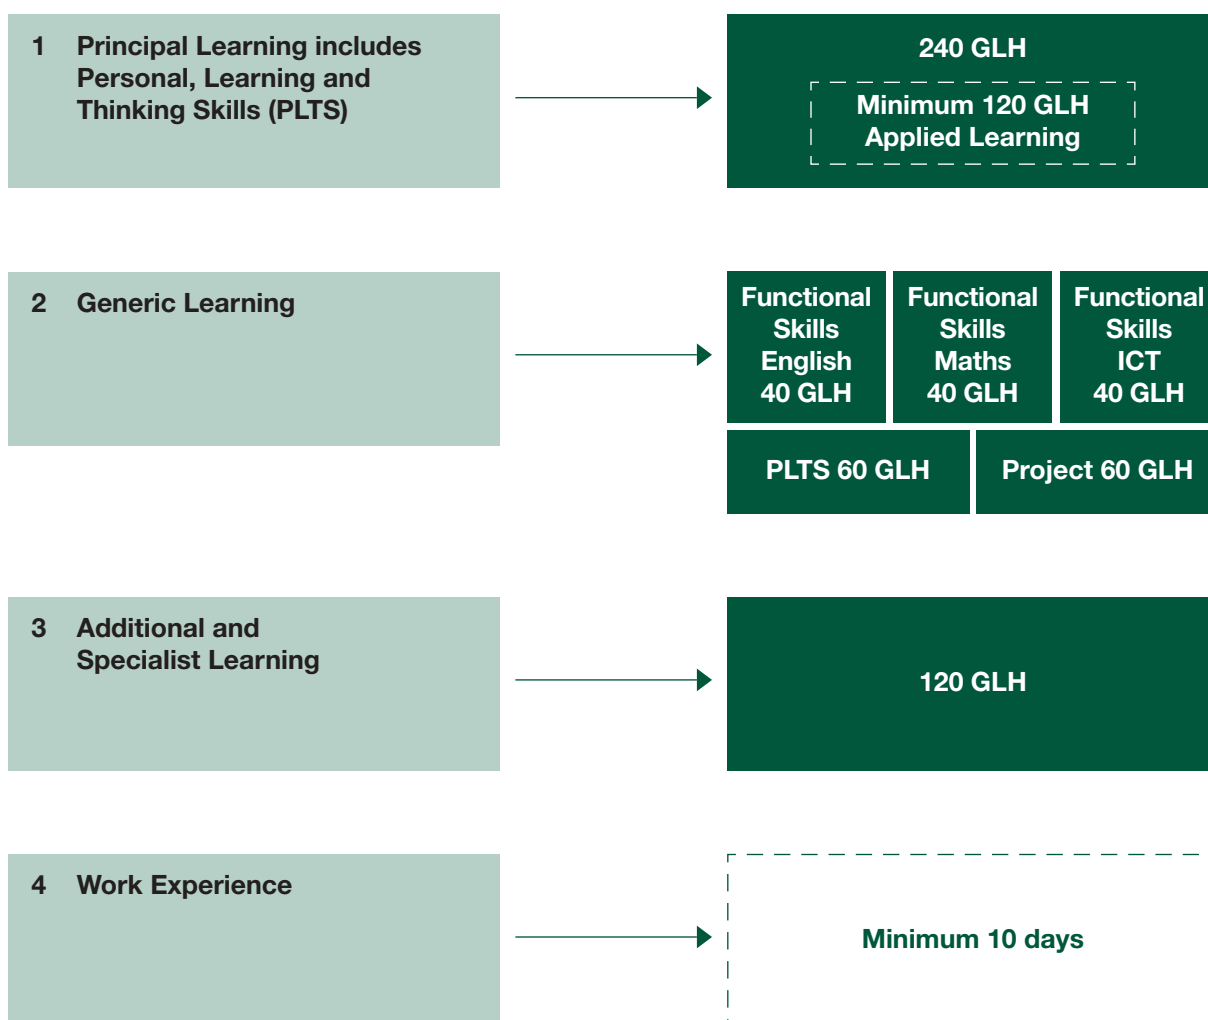 1 Principal Learning includes
Personal, Learning and
Thinking Skills (PLTS)
240 GLH
Minimum 120 GLH
Applied Learning
2 Generic Learning
Functional
Skills
English
40 GLH
Functional
Skills
Maths
40 GLH
Functional
Skills
ICT
40 GLH
PLTS 60 GLH
Project 60 GLH
3 Additional and
Specialist Learning
120 GLH
4 Work Experience
Minimum 10 days